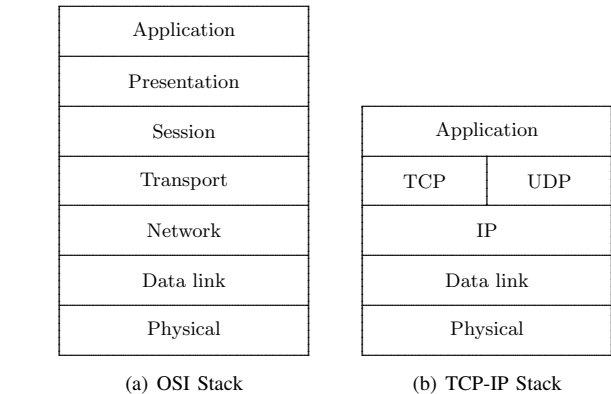 Application
Presentation
Session
Transport
Network
Data link
Physical
(a) OSI Stack
Application
TCP UDP
IP
Data link
Physical
(b) TCP-IP Stack